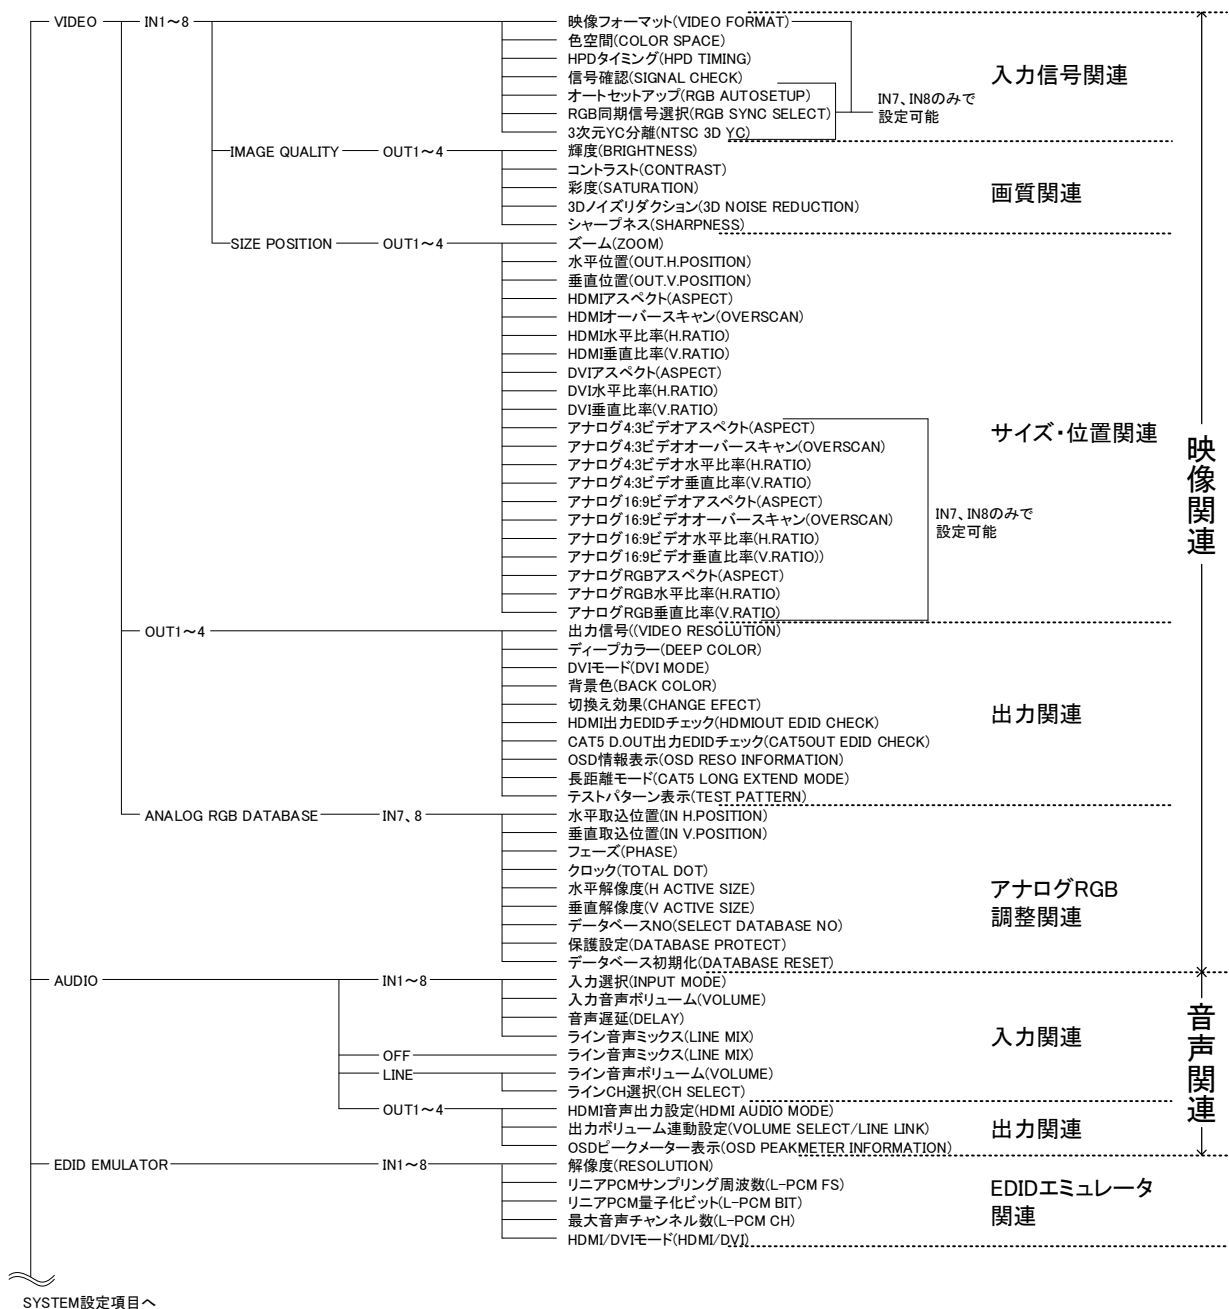 VIDEO IN1～8 映像フォーマット(VIDEO FORMAT)
色空間(COLOR SPACE)
HPDタイミング(HPD TIMING)
信号確認(SIGNAL CHECK)
オートセットアップ(RGB AUTOSETUP)
RGB同期信号選択(RGB SYNC SELECT)
3次元YC分離(NTSC 3D YC)
IN7、IN8のみで
設定可能
入力信号関連
IMAGE QUALITY OUT1～4 輝度(BRIGHTNESS)
コントラスト(CONTRAST)
彩度(SATURATION)
3Dノイズリダクション(3D NOISE REDUCTION)
シャープネス(SHARPNESS)
画質関連
SIZE POSITION OUT1～4 ズーム(ZOOM)
水平位置(OUT.H.POSITION)
垂直位置(OUT.V.POSITION)
HDMIアスペクト(ASPECT)
HDMIオーバースキャン(OVERSCAN)
HDMI水平比率(H.RATIO)
HDMI垂直比率(V.RATIO)
DVIアスペクト(ASPECT)
DVI水平比率(H.RATIO)
DVI垂直比率(V.RATIO)
アナログ4:3ビデオアスペクト(ASPECT)
アナログ4:3ビデオオーバースキャン(OVERSCAN)
アナログ4:3ビデオ水平比率(H.RATIO)
アナログ4:3ビデオ垂直比率(V.RATIO)
アナログ16:9ビデオアスペクト(ASPECT)
アナログ16:9ビデオオーバースキャン(OVERSCAN)
アナログ16:9ビデオ水平比率(H.RATIO)
アナログ16:9ビデオ垂直比率(V.RATIO))
アナログRGBアスペクト(ASPECT)
アナログRGB水平比率(H.RATIO)
アナログRGB垂直比率(V.RATIO)
IN7、IN8のみで
設定可能
サイズ・位置関連
OUT1～4 出力信号((VIDEO RESOLUTION)
ディープカラー(DEEP COLOR)
DVIモード(DVI MODE)
背景色(BACK COLOR)
切換え効果(CHANGE EFECT)
HDMI出力EDIDチェック(HDMIOUT EDID CHECK)
CAT5 D.OUT出力EDIDチェック(CAT5OUT EDID CHECK)
OSD情報表示(OSD RESO INFORMATION)
長距離モード(CAT5 LONG EXTEND MODE)
テストパターン表示(TEST PATTERN)
出力関連
ANALOG RGB DATABASE IN7、8 水平取込位置(IN H.POSITION)
垂直取込位置(IN V.POSITION)
フェーズ(PHASE)
クロック(TOTAL DOT)
水平解像度(H ACTIVE SIZE)
垂直解像度(V ACTIVE SIZE)
データベースNO(SELECT DATABASE NO)
保護設定(DATABASE PROTECT)
データベース初期化(DATABASE RESET)
アナログRGB
調整関連
映像関連
AUDIO IN1～8 入力選択(INPUT MODE)
入力音声ボリューム(VOLUME)
音声遅延(DELAY)
ライン音声ミックス(LINE MIX)
OFF ライン音声ミックス(LINE MIX)
LINE ライン音声ボリューム(VOLUME)
ラインCH選択(CH SELECT)
入力関連
OUT1～4 HDMI音声出力設定(HDMI AUDIO MODE)
出力ボリューム連動設定(VOLUME SELECT/LINE LINK)
OSDピークメーター表示(OSD PEAKMETER INFORMATION)
出力関連
音声関連
EDID EMULATOR IN1～8 解像度(RESOLUTION)
リニアPCMサンプリング周波数(L-PCM FS)
リニアPCM量子化ビット(L-PCM BIT)
最大音声チャンネル数(L-PCM CH)
HDMI/DVIモード(HDMI/DVI)
EDIDエミュレータ
関連
SYSTEM設定項目へ